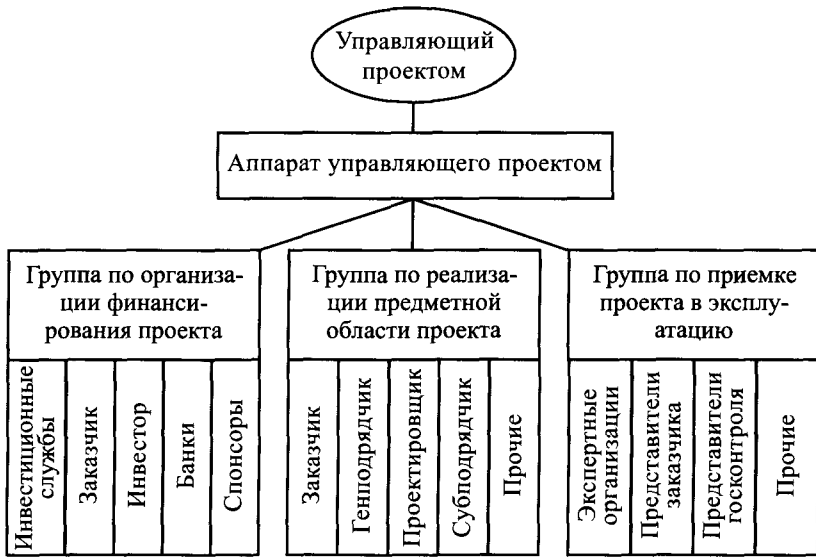 Управляющий
проектом
Аппарат управляющего проектом
Группа по организа-
ции финанси-
рования проекта
Инвестиционные
службы
Заказчик
Инвестор
Банки
Спонсоры
Группа по реализа-
ции предметной
области проекта
Заказчик
Генподрядчик
Проектировщик
Субподрядчик
Прочие
Группа по приемке
проекта в эксплу-
атацию
Экспертные
организации
Представители
заказчика
Представители
госконтроля
Прочие